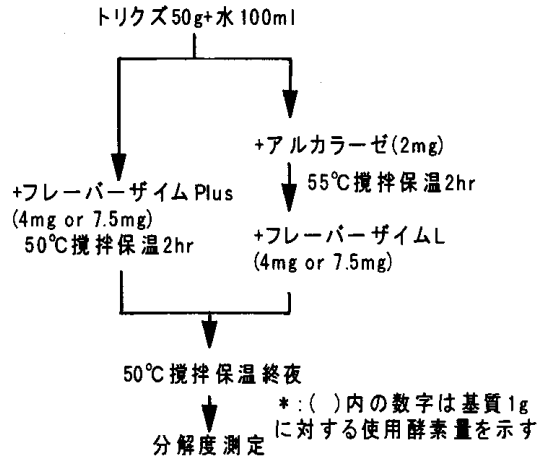 トリクズ50g+水100ml
+アルカラーゼ(2mg)
55℃攪拌保温2hr
+フレーバーザイムPlus
(4mg or 7.5mg)
50℃攪拌保温2hr
+フレーバーザイムL
(4mg or 7.5mg)
50℃攪拌保温終夜
*:( )内の数字は基質1g
に対する使用酵素量を示す
分解度測定